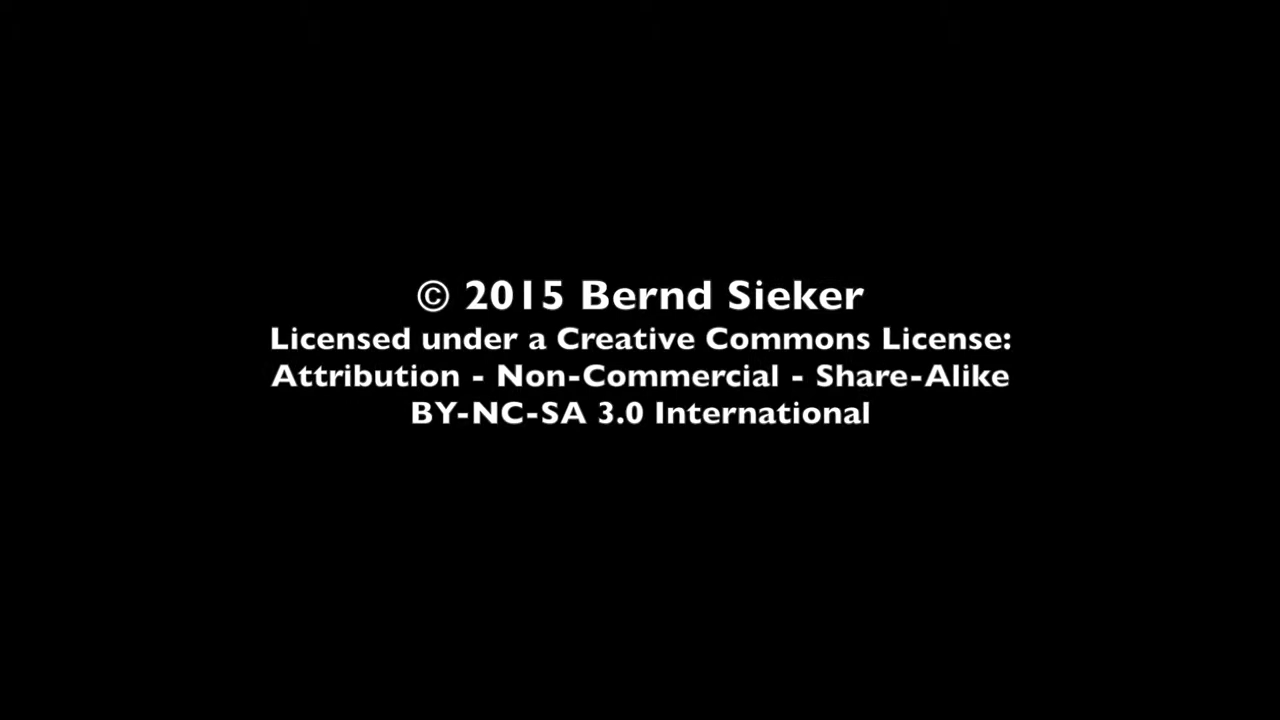 © 2015 Bernd Sieker
Licensed under a Creative Commons License:
Attribution - Non-Commercial - Share-Alike
BY-NC-SA 3.0 International